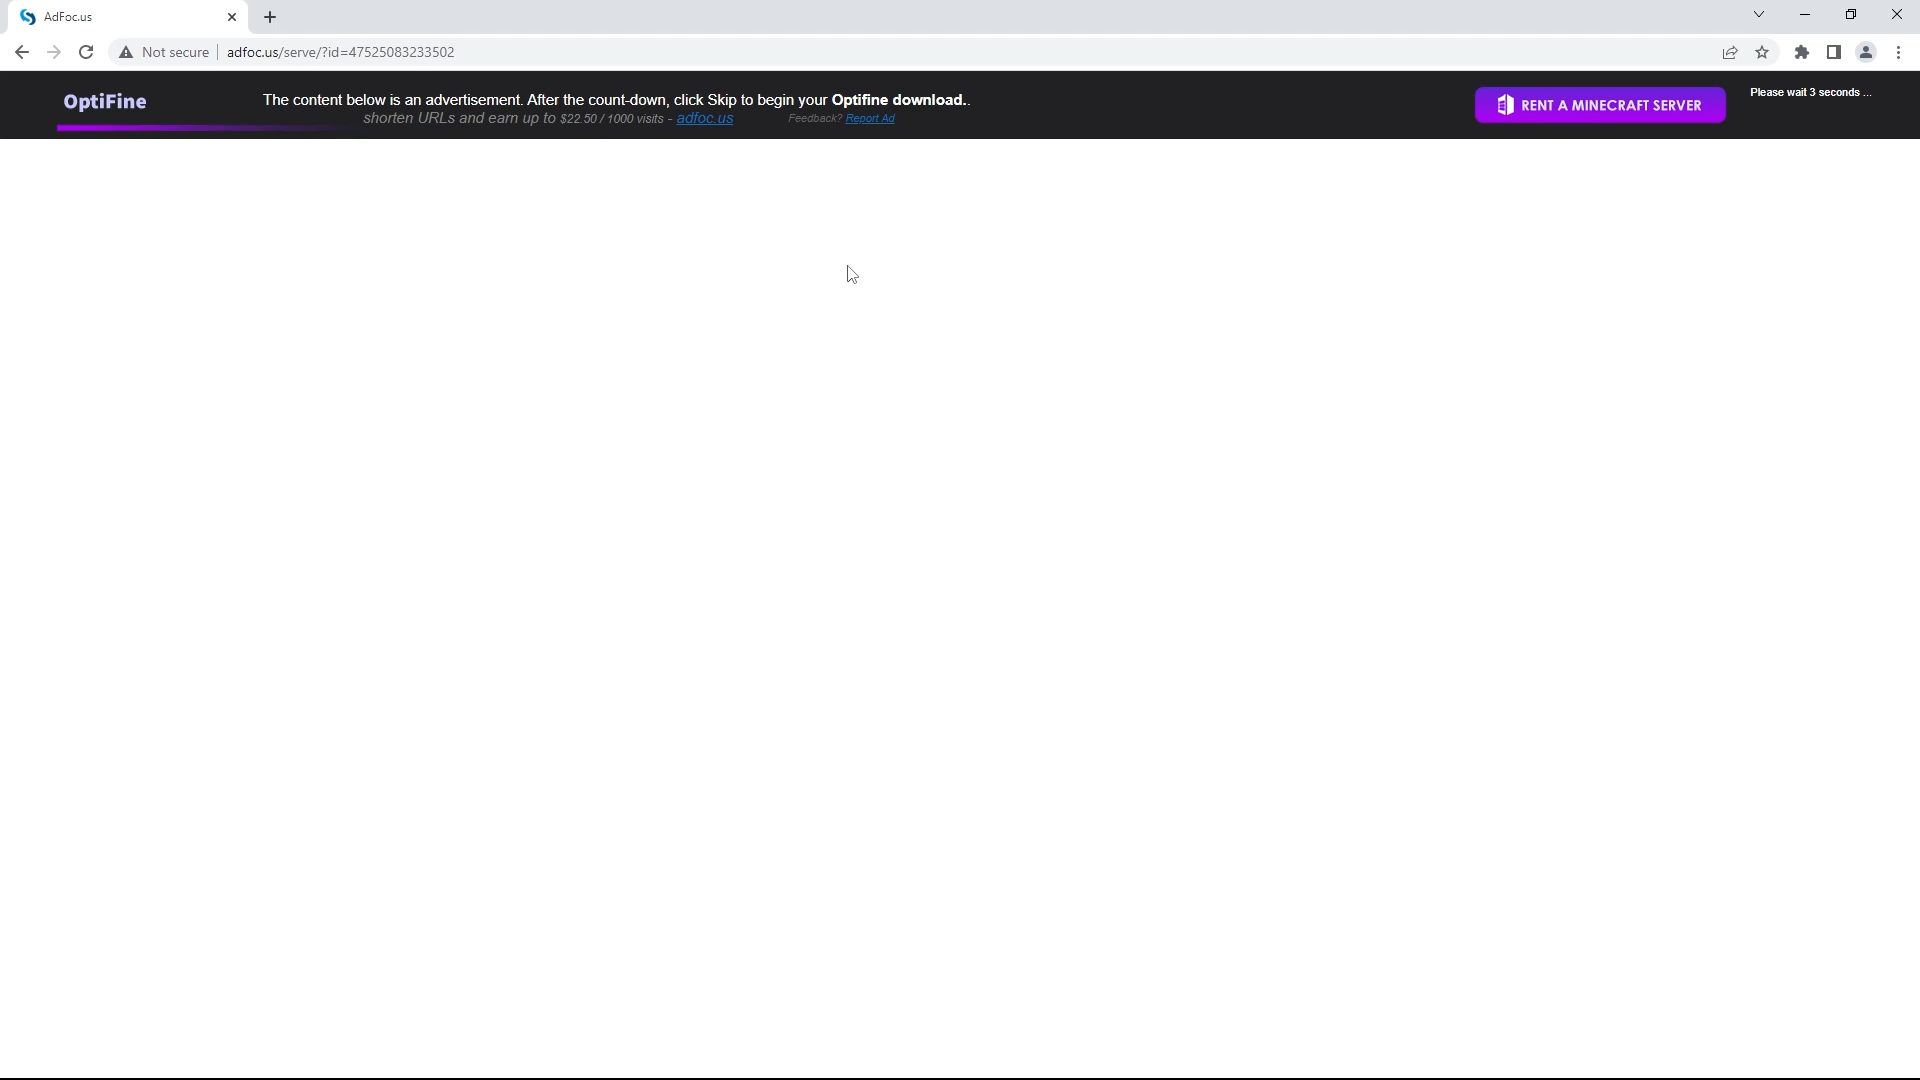 AdFoc.us
Not secure
adfoc.us/serve/?id=47525083233502
OptiFine
The content below is an advertisement. After the count-down, click Skip to begin your Optifine download..
shorten URLs and earn up to $22.50 / 1000 visits - adfoc.us
Feedback? Report Ad
RENT A MINECRAFT SERVER
Please wait 3 seconds ...